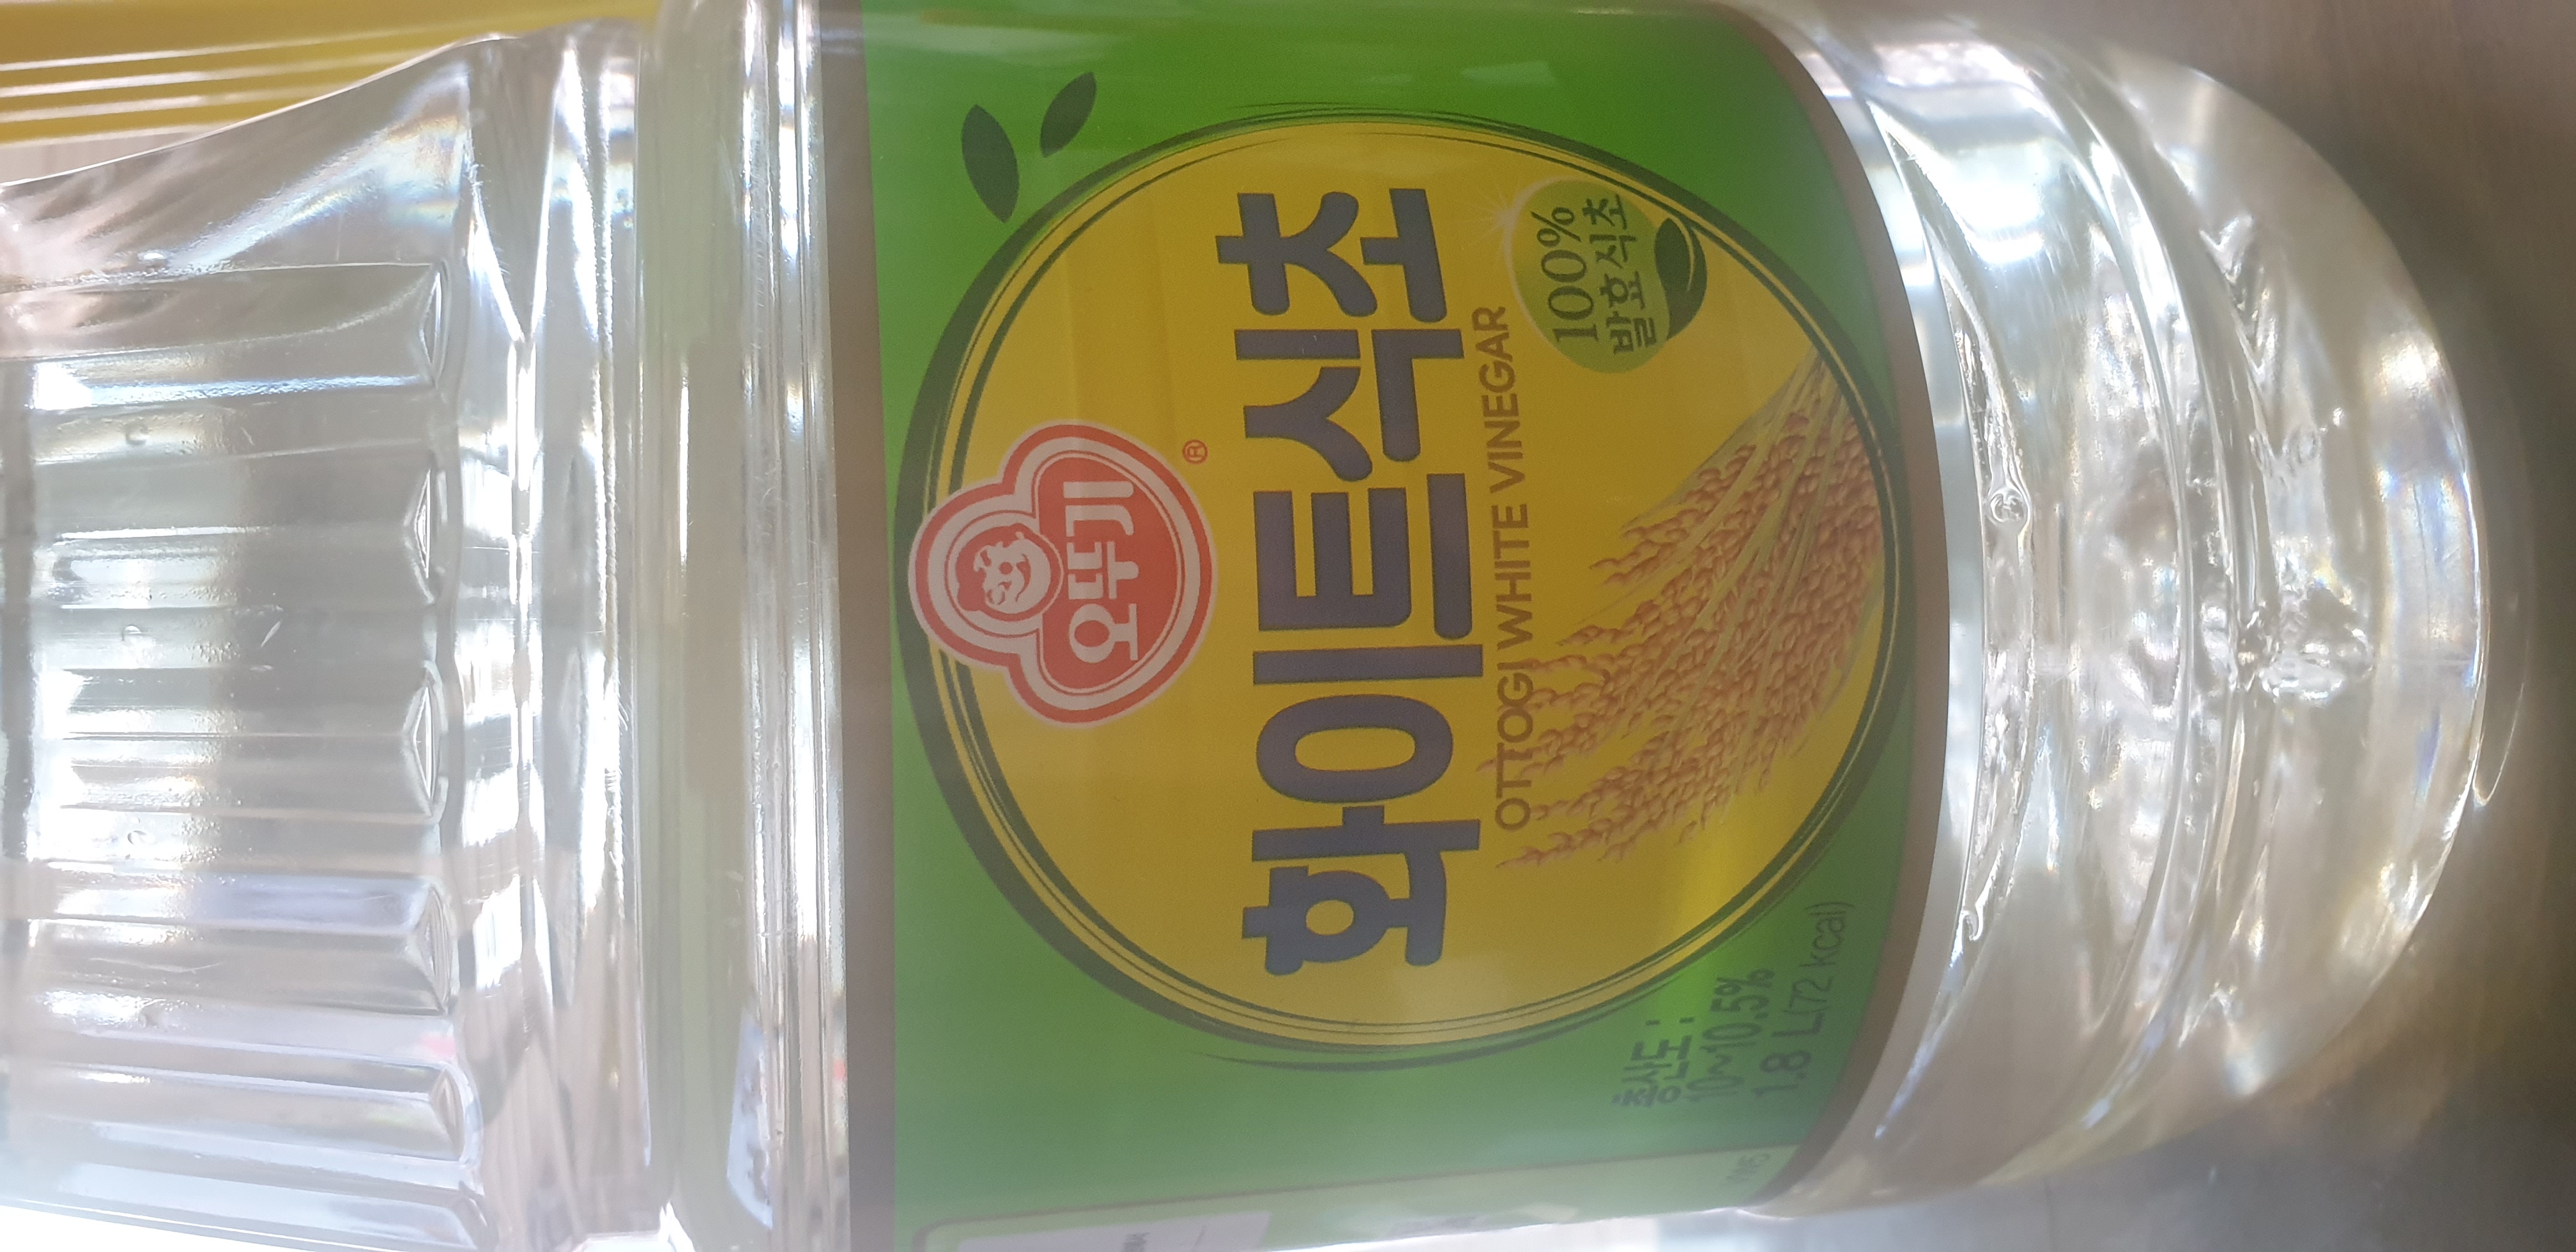 오뚜기
®
화이트식초
OTTOGI WHITE VINEGAR
100%
발효식초
총산도 :
10~10.5%
1.8 L(72 kcal)